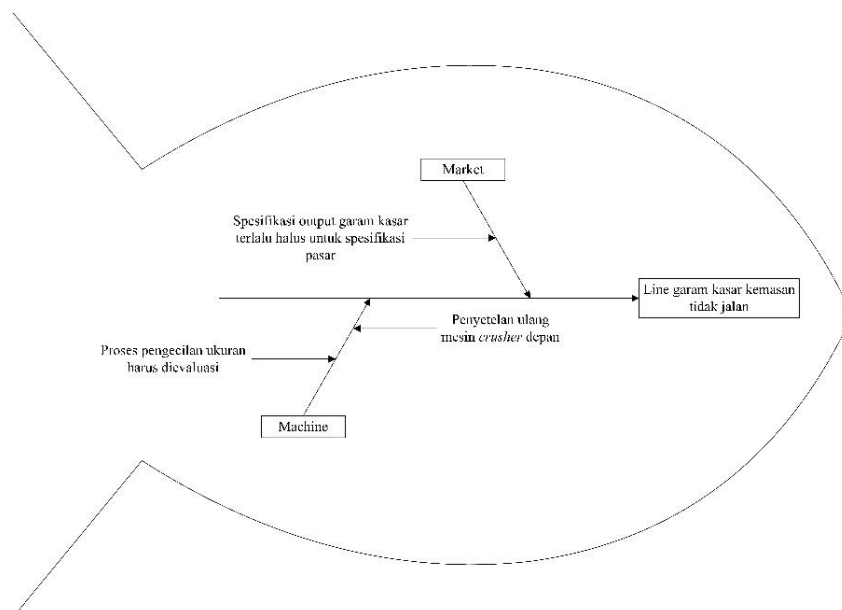 Market
Spesifikasi output garam kasar
terlalu halus untuk spesifikasi
pasar
Line garam kasar kemasan
tidak jalan
Penyetelan ulang
mesin crusher depan
Proses pengecilan ukuran
harus dievaluasi
Machine